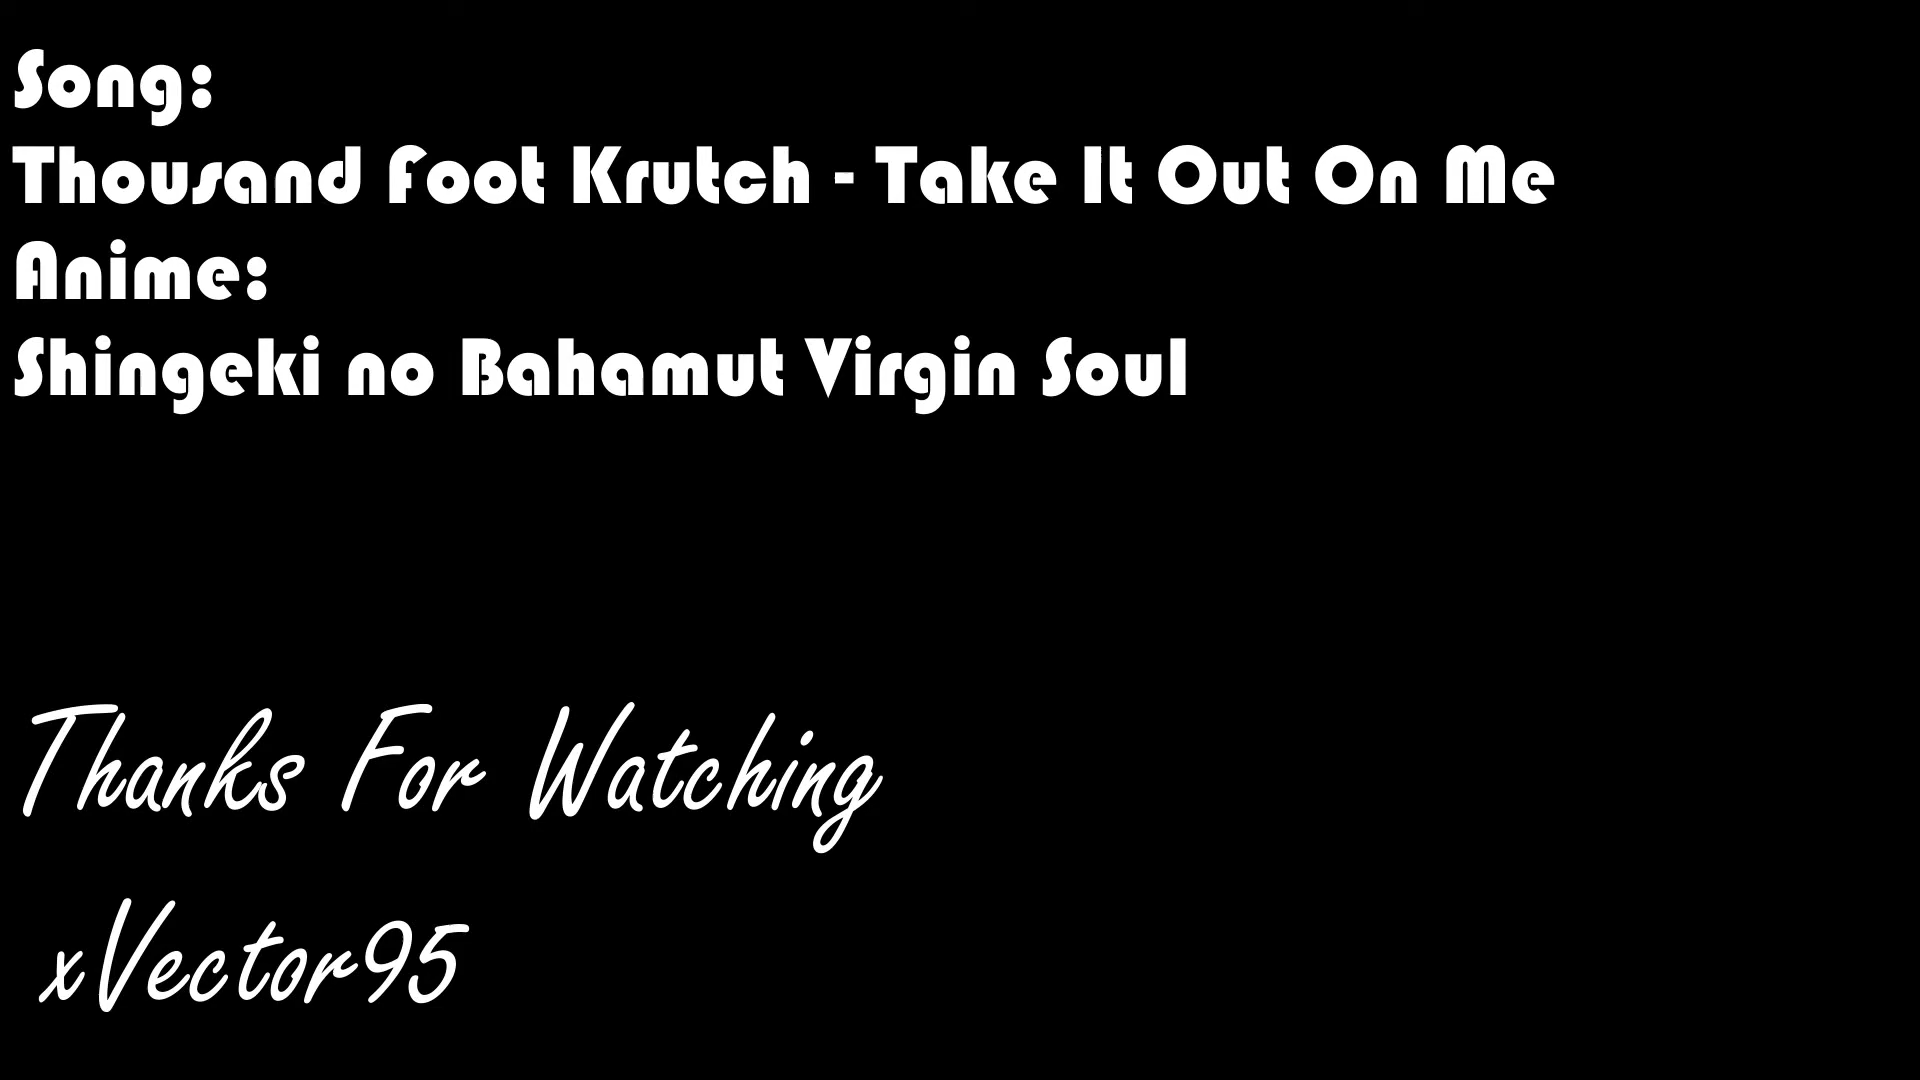 Song:
Thousand Foot Krutch - Take It Out On Me
Anime:
Shingeki no Bahamut Virgin Soul
Thanks For Watching
xVector95